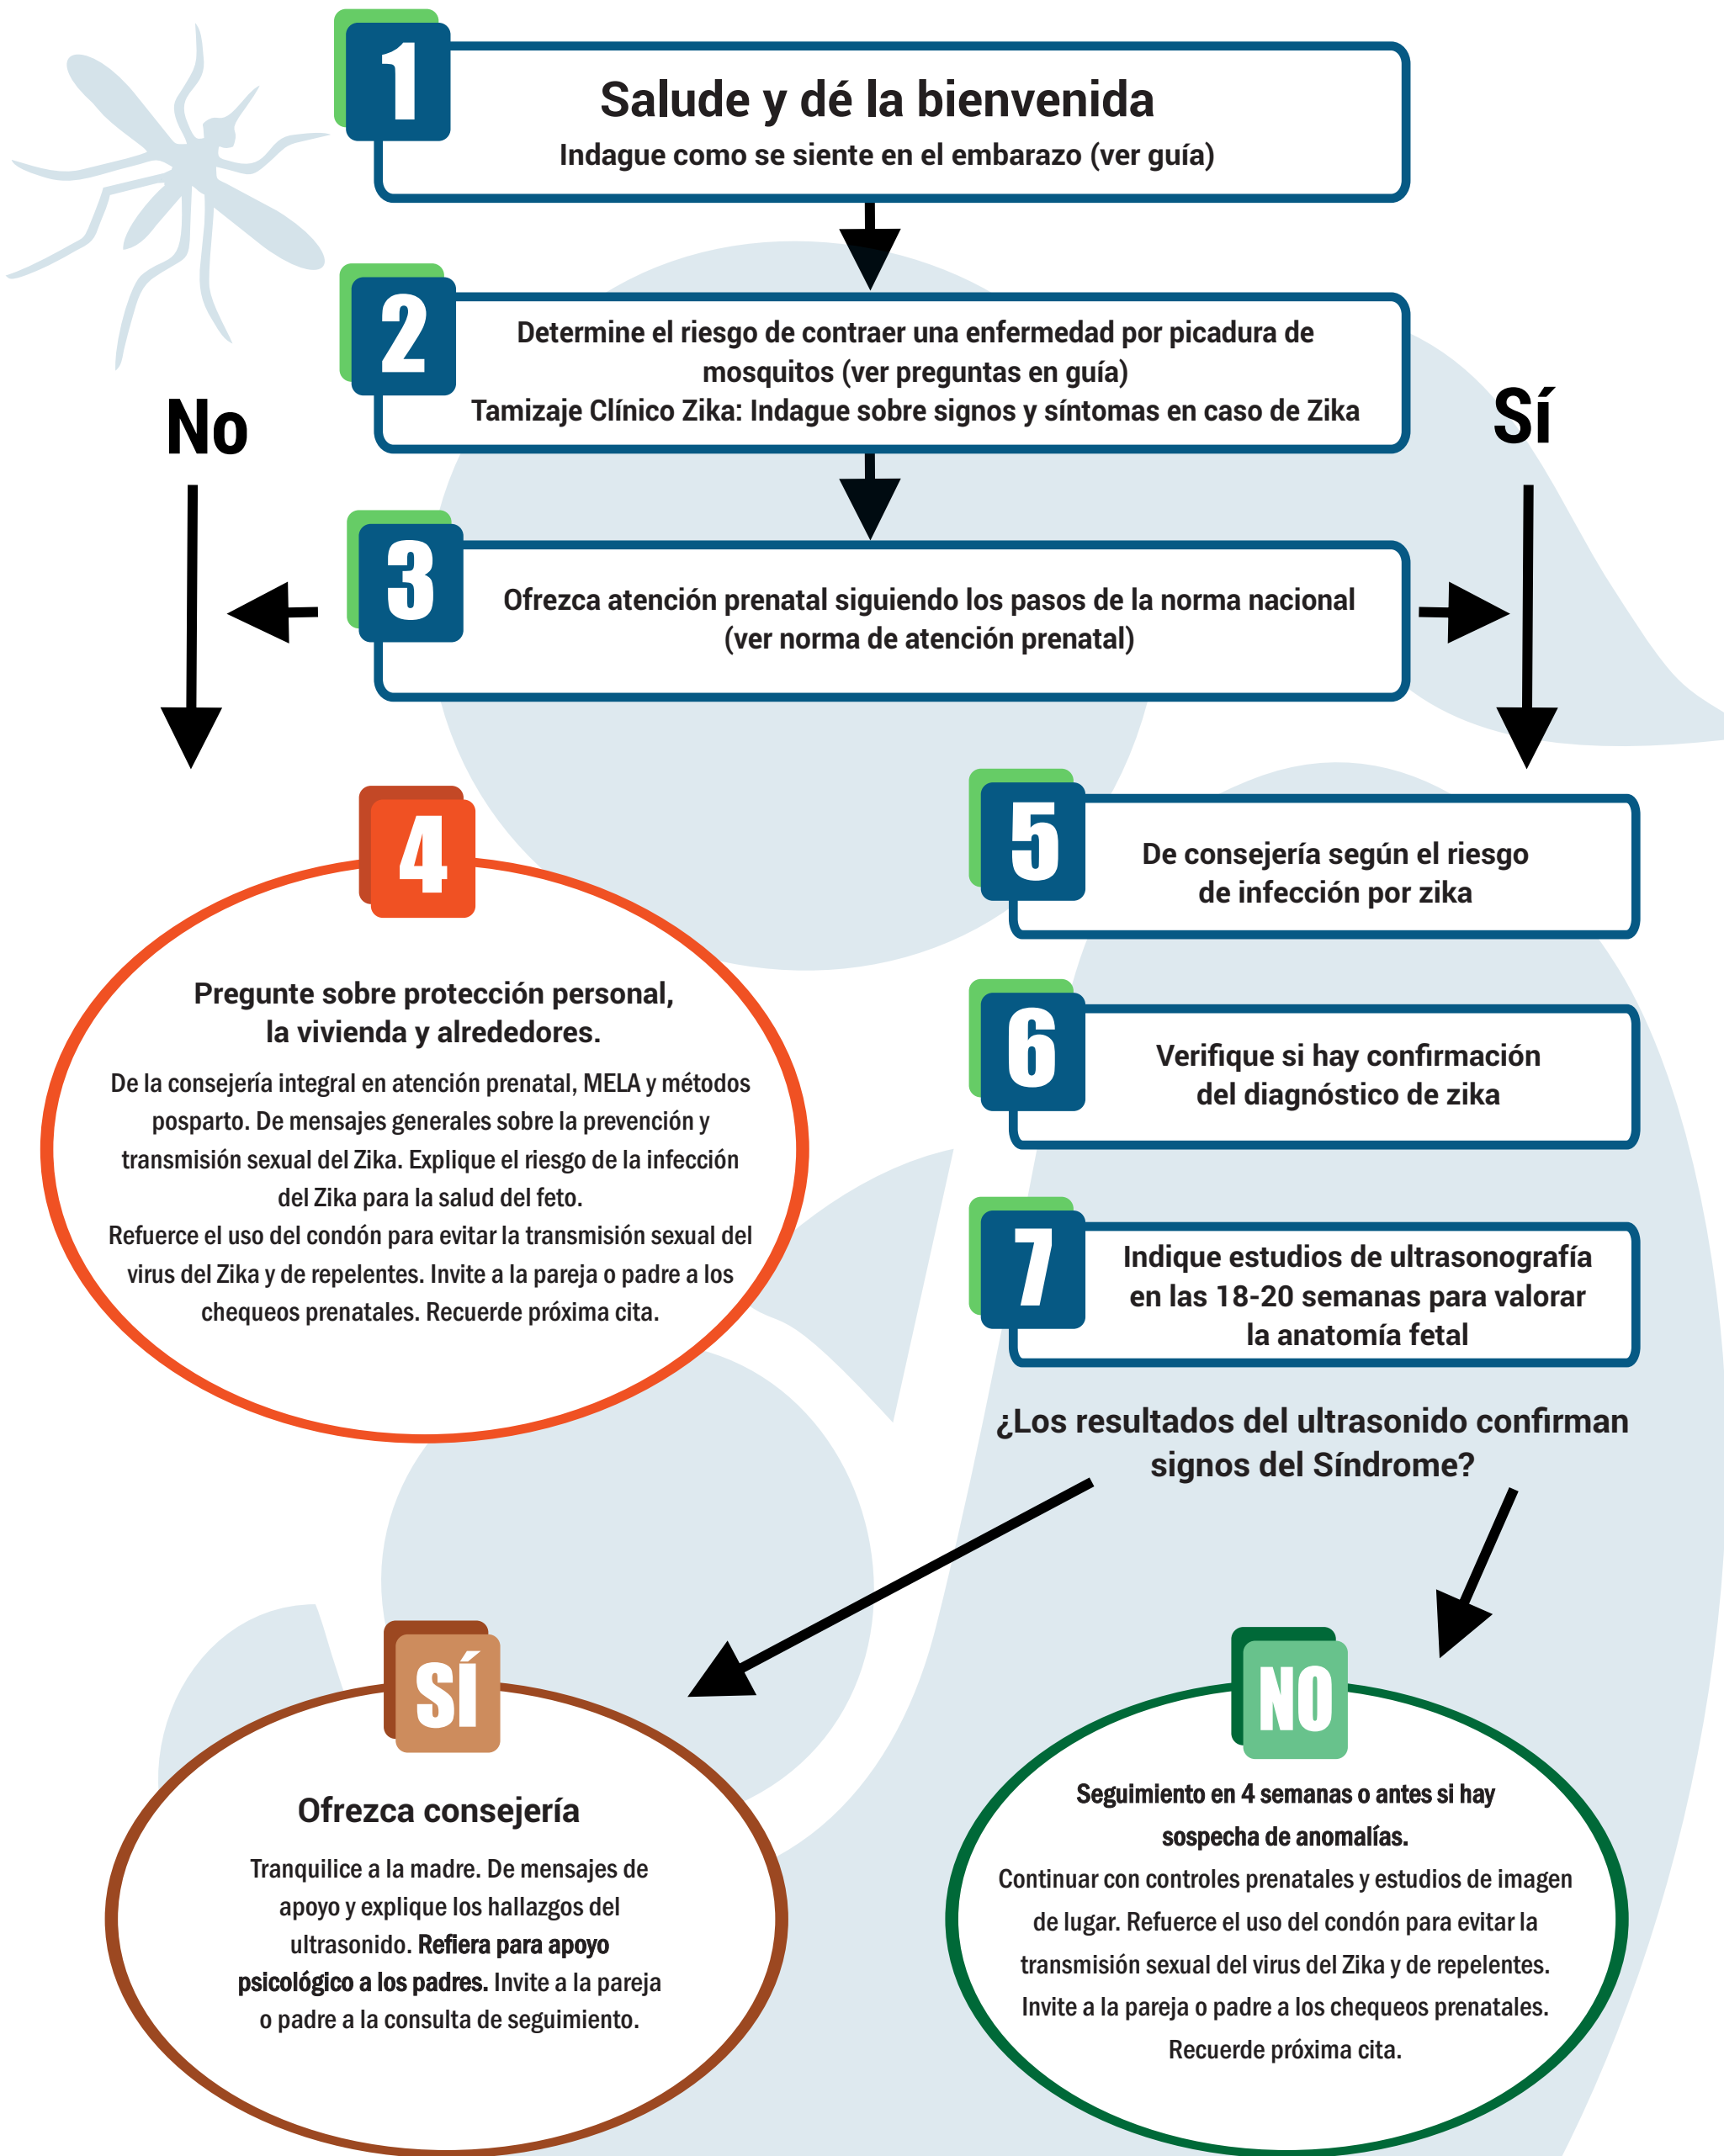 1
Salude y dé la bienvenida
Indague como se siente en el embarazo (ver guía)
2
Determine el riesgo de contraer una enfermedad por picadura de
mosquitos (ver preguntas en guía)
Tamizaje Clínico Zika: Indague sobre signos y síntomas en caso de Zika
No
Sí
3
Ofrezca atención prenatal siguiendo los pasos de la norma nacional
(ver norma de atención prenatal)
4
Pregunte sobre protección personal,
la vivienda y alrededores.
De la consejería integral en atención prenatal, MELA y métodos
posparto. De mensajes generales sobre la prevención y
transmisión sexual del Zika. Explique el riesgo de la infección
del Zika para la salud del feto.
Refuerce el uso del condón para evitar la transmisión sexual del
virus del Zika y de repelentes. Invite a la pareja o padre a los
chequeos prenatales. Recuerde próxima cita.
5
De consejería según el riesgo
de infección por zika
6
Verifique si hay confirmación
del diagnóstico de zika
7
Indique estudios de ultrasonografía
en las 18-20 semanas para valorar
la anatomía fetal
¿Los resultados del ultrasonido confirman
signos del Síndrome?
SÍ
Ofrezca consejería
Tranquilice a la madre. De mensajes de
apoyo y explique los hallazgos del
ultrasonido. Refiera para apoyo
psicológico a los padres. Invite a la pareja
o padre a la consulta de seguimiento.
NO
Seguimiento en 4 semanas o antes si hay
sospecha de anomalías.
Continuar con controles prenatales y estudios de imagen
de lugar. Refuerce el uso del condón para evitar la
transmisión sexual del virus del Zika y de repelentes.
Invite a la pareja o padre a los chequeos prenatales.
Recuerde próxima cita.